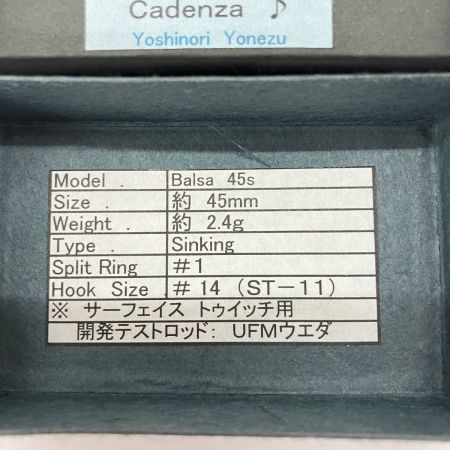 Cadenza ♪
Yoshinori Yonezu
Model . Balsa 45s
Size . 約 45mm
Weight . 約 2.4g
Type . Sinking
Split Ring #1
Hook Size #14 (ST-11)
※ サーフェイス トゥイッチ用
開発テストロッド: UFMウエダ